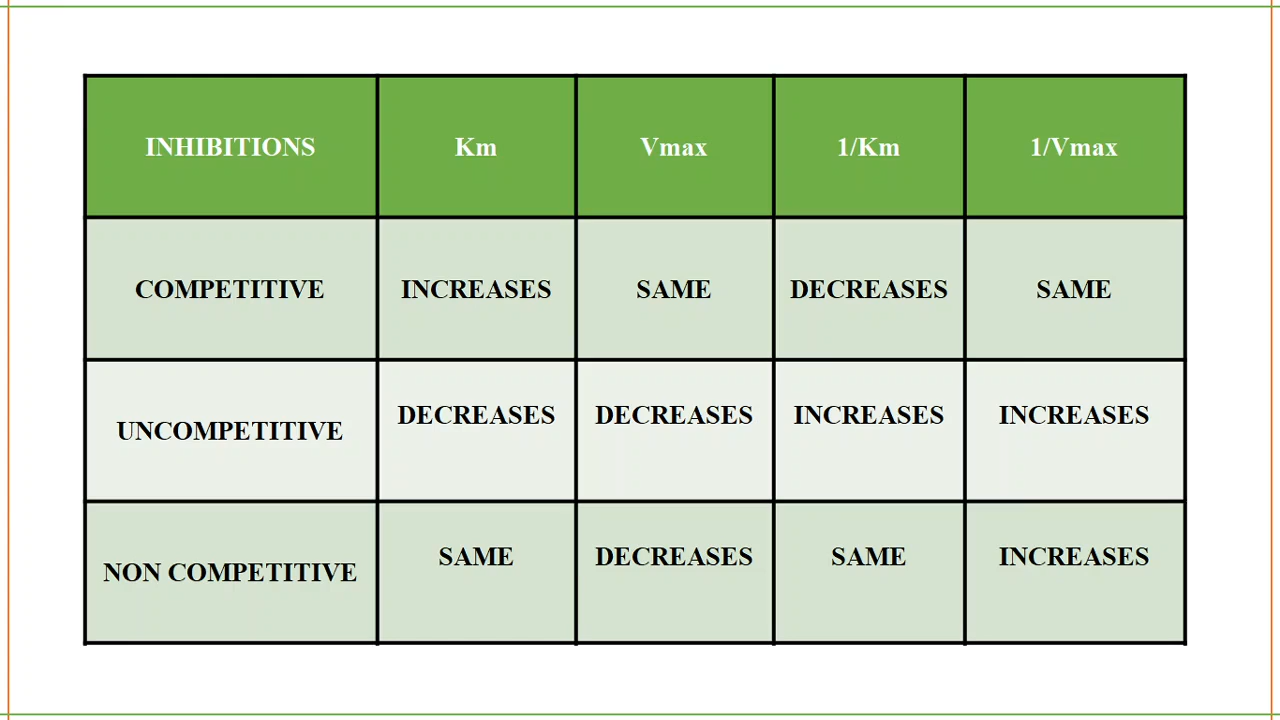 INHIBITIONS Km Vmax 1/Km 1/Vmax
COMPETITIVE INCREASES SAME DECREASES SAME
UNCOMPETITIVE DECREASES DECREASES INCREASES INCREASES
NON COMPETITIVE SAME DECREASES SAME INCREASES